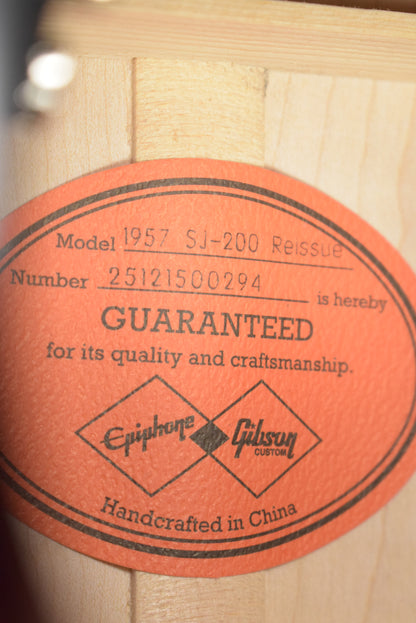 Model 1957 SJ-200 Reissue
Number 25121500294 is hereby
GUARANTEED
for its quality and craftsmanship.
Epiphone Gibson
CUSTOM
Handcrafted in China